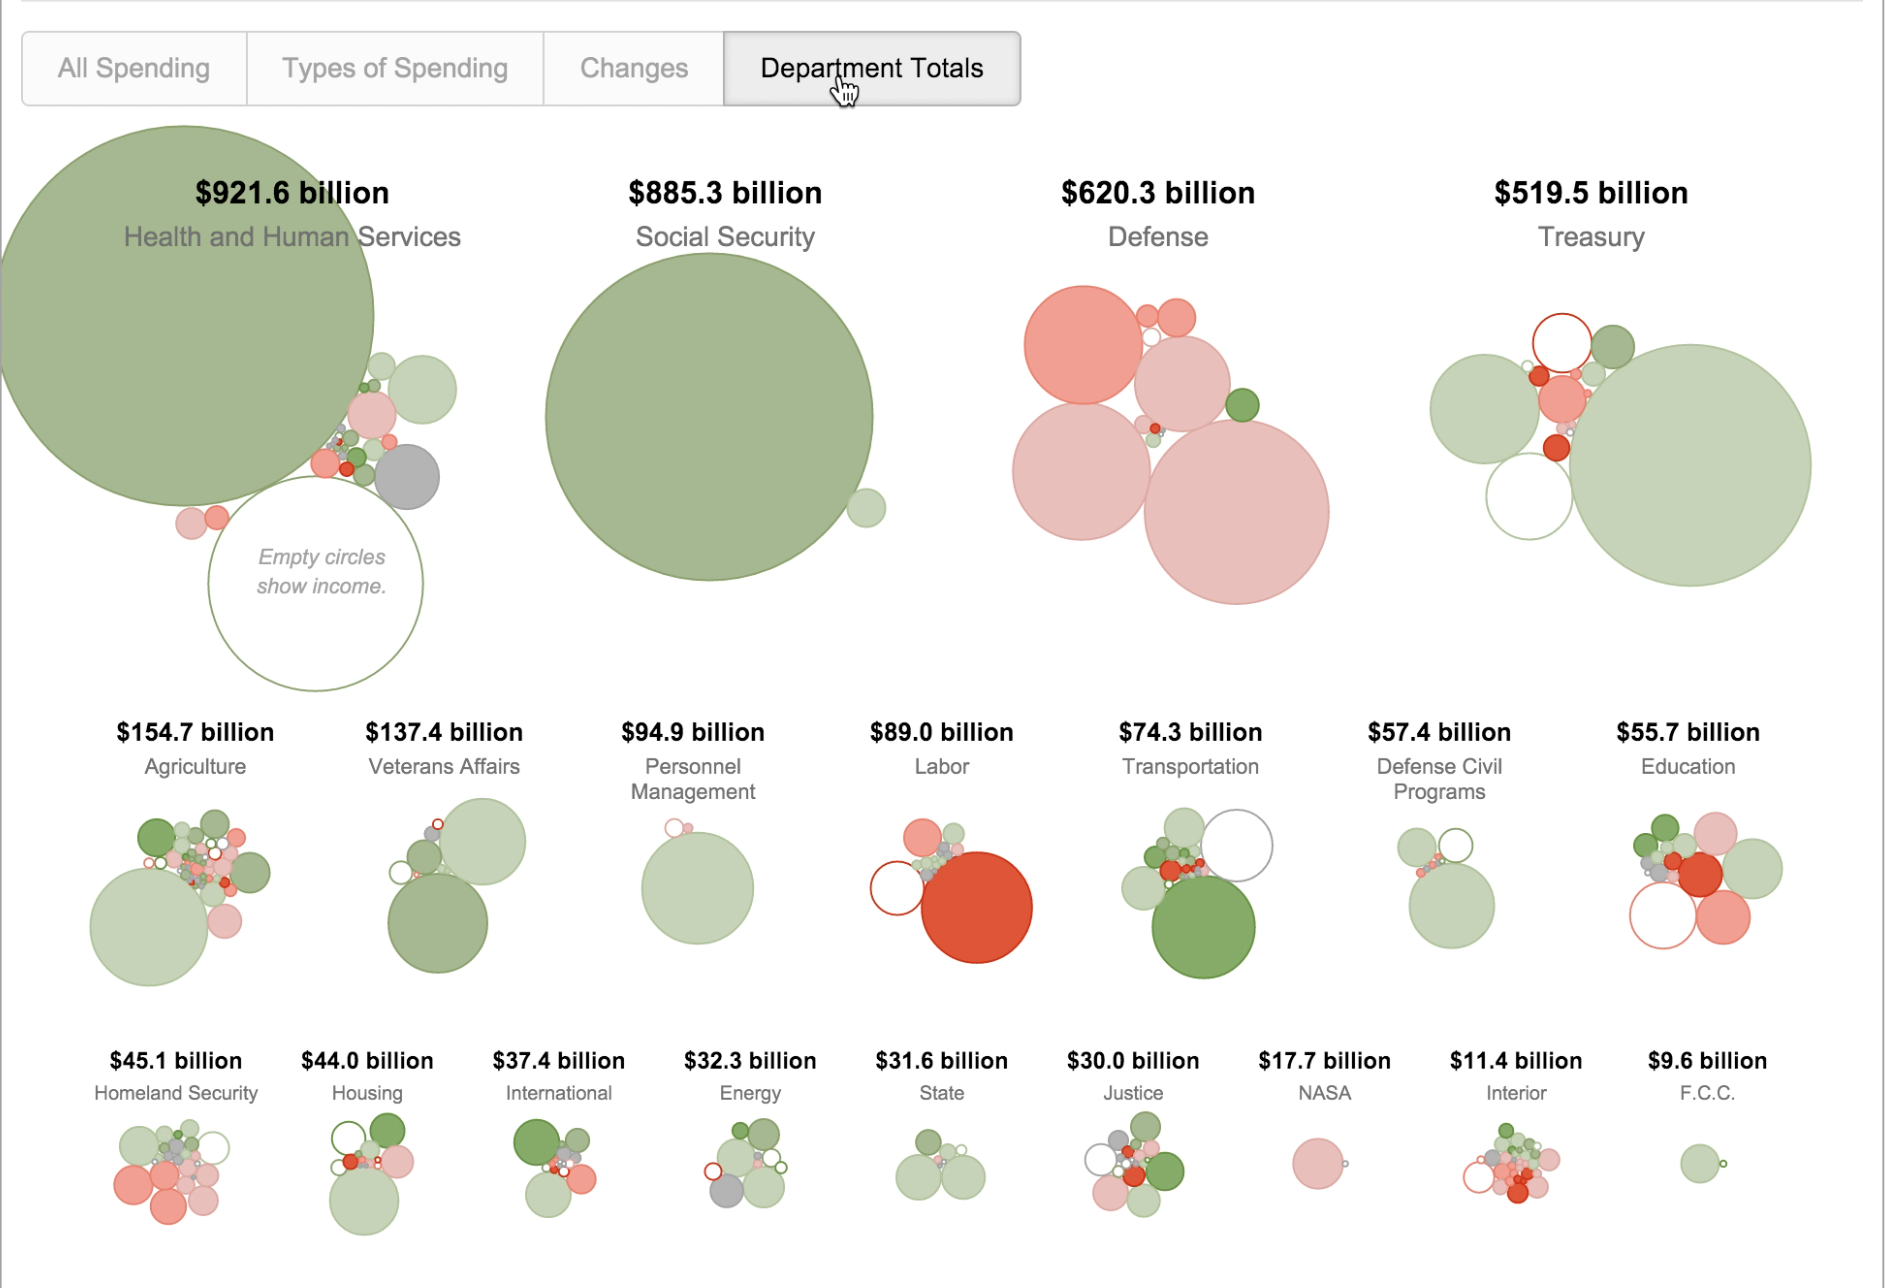 All Spending
Types of Spending
Changes
Department Totals
$921.6 billion
Health and Human Services
$885.3 billion
Social Security
$620.3 billion
Defense
$519.5 billion
Treasury
Empty circles
show income.
$154.7 billion
Agriculture
$137.4 billion
Veterans Affairs
$94.9 billion
Personnel
Management
$89.0 billion
Labor
$74.3 billion
Transportation
$57.4 billion
Defense Civil
Programs
$55.7 billion
Education
$45.1 billion
Homeland Security
$44.0 billion
Housing
$37.4 billion
International
$32.3 billion
Energy
$31.6 billion
State
$30.0 billion
Justice
$17.7 billion
NASA
$11.4 billion
Interior
$9.6 billion
F.C.C.